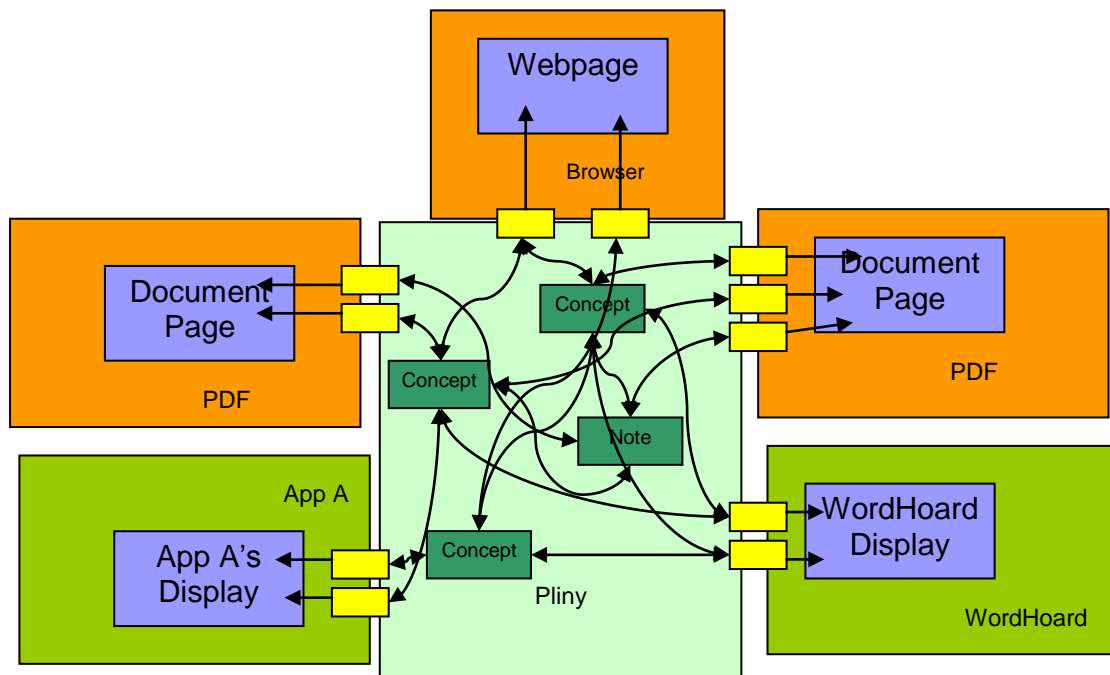 Webpage
Browser
Document
Page
PDF
Document
Page
PDF
Concept
Concept
Note
Concept
Pliny
App A
App A's
Display
WordHoard
Display
WordHoard